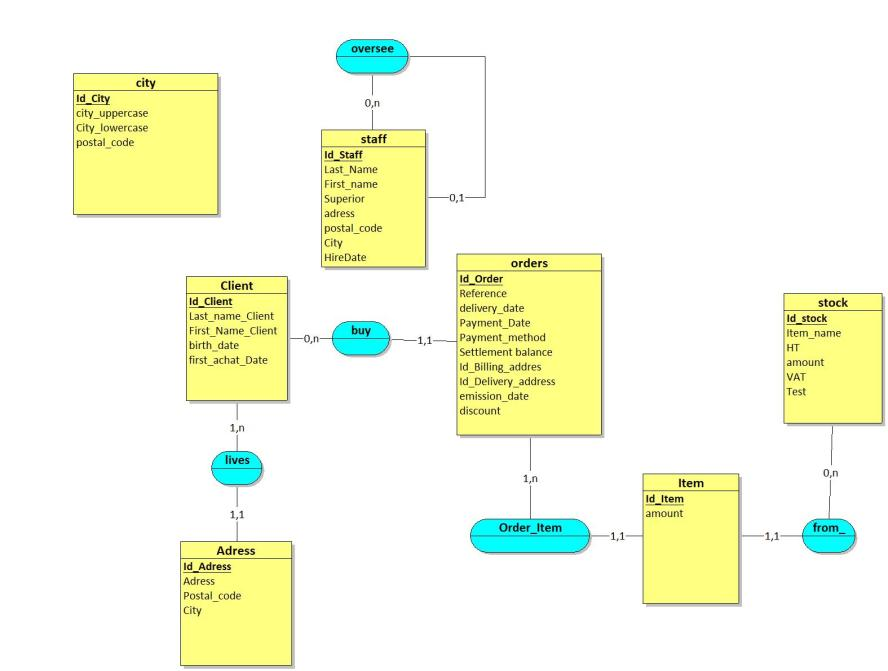 oversee
city
Id_City
city_uppercase
City_lowercase
postal_code
0,n
staff
Id_Staff
Last_Name
First_name
Superior
adress
postal_code
City
HireDate
0,1
orders
Id_Order
Reference
delivery_date
Payment_Date
Payment_method
Settlement balance
Id_Billing_addres
Id_Delivery_address
emission_date
discount
Client
Id_Client
Last_name_Client
First_Name_Client
birth_date
first_achat_Date
0,n
buy
1,1
stock
Id_stock
Item_name
HT
amount
VAT
Test
1,n
lives
1,1
1,n
0,n
Item
Id_Item
amount
Order_Item
1,1
1,1
from_
Adress
Id_Adress
Adress
Postal_code
City